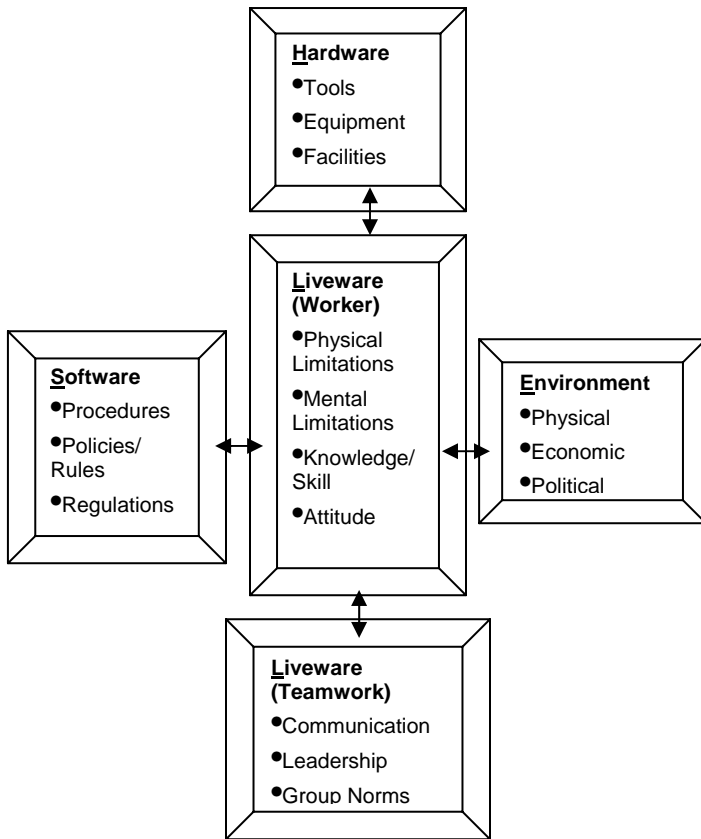 Hardware
●Tools
●Equipment
●Facilities
Liveware
(Worker)
●Physical
Limitations
●Mental
Limitations
●Knowledge/
Skill
●Attitude
Software
●Procedures
●Policies/
Rules
●Regulations
Environment
●Physical
●Economic
●Political
Liveware
(Teamwork)
●Communication
●Leadership
●Group Norms